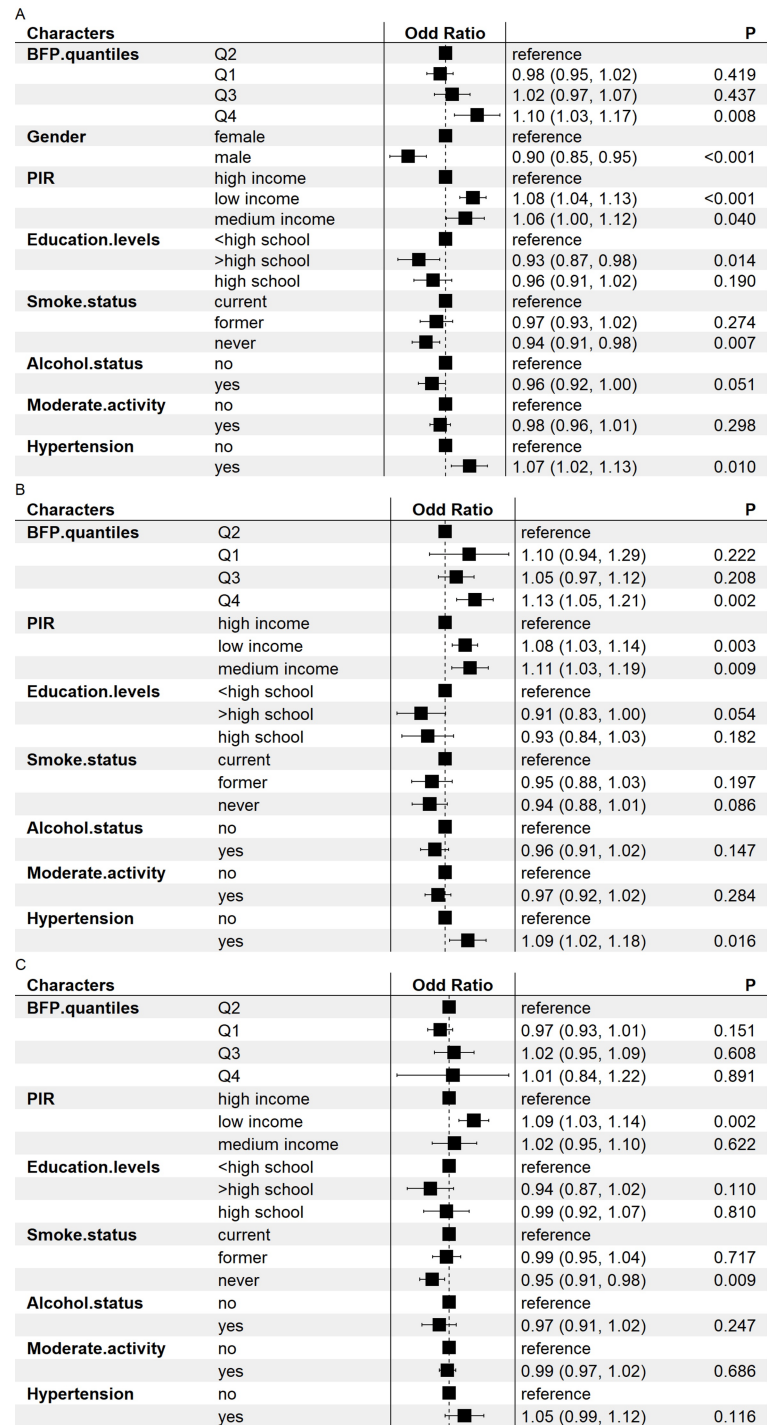 A
Characters Odd Ratio P
BFP.quantiles Q2 reference
Q1 0.98 (0.95, 1.02) 0.419
Q3 1.02 (0.97, 1.07) 0.437
Q4 1.10 (1.03, 1.17) 0.008
Gender female reference
male 0.90 (0.85, 0.95) <0.001
PIR high income reference
low income 1.08 (1.04, 1.13) <0.001
medium income 1.06 (1.00, 1.12) 0.040
Education.levels <high school reference
>high school 0.93 (0.87, 0.98) 0.014
high school 0.96 (0.91, 1.02) 0.190
Smoke.status current reference
former 0.97 (0.93, 1.02) 0.274
never 0.94 (0.91, 0.98) 0.007
Alcohol.status no reference
yes 0.96 (0.92, 1.00) 0.051
Moderate.activity no reference
yes 0.98 (0.96, 1.01) 0.298
Hypertension no reference
yes 1.07 (1.02, 1.13) 0.010
B
Characters Odd Ratio P
BFP.quantiles Q2 reference
Q1 1.10 (0.94, 1.29) 0.222
Q3 1.05 (0.97, 1.12) 0.208
Q4 1.13 (1.05, 1.21) 0.002
PIR high income reference
low income 1.08 (1.03, 1.14) 0.003
medium income 1.11 (1.03, 1.19) 0.009
Education.levels <high school reference
>high school 0.91 (0.83, 1.00) 0.054
high school 0.93 (0.84, 1.03) 0.182
Smoke.status current reference
former 0.95 (0.88, 1.03) 0.197
never 0.94 (0.88, 1.01) 0.086
Alcohol.status no reference
yes 0.96 (0.91, 1.02) 0.147
Moderate.activity no reference
yes 0.97 (0.92, 1.02) 0.284
Hypertension no reference
yes 1.09 (1.02, 1.18) 0.016
C
Characters Odd Ratio P
BFP.quantiles Q2 reference
Q1 0.97 (0.93, 1.01) 0.151
Q3 1.02 (0.95, 1.09) 0.608
Q4 1.01 (0.84, 1.22) 0.891
PIR high income reference
low income 1.09 (1.03, 1.14) 0.002
medium income 1.02 (0.95, 1.10) 0.622
Education.levels <high school reference
>high school 0.94 (0.87, 1.02) 0.110
high school 0.99 (0.92, 1.07) 0.810
Smoke.status current reference
former 0.99 (0.95, 1.04) 0.717
never 0.95 (0.91, 0.98) 0.009
Alcohol.status no reference
yes 0.97 (0.91, 1.02) 0.247
Moderate.activity no reference
yes 0.99 (0.97, 1.02) 0.686
Hypertension no reference
yes 1.05 (0.99, 1.12) 0.116